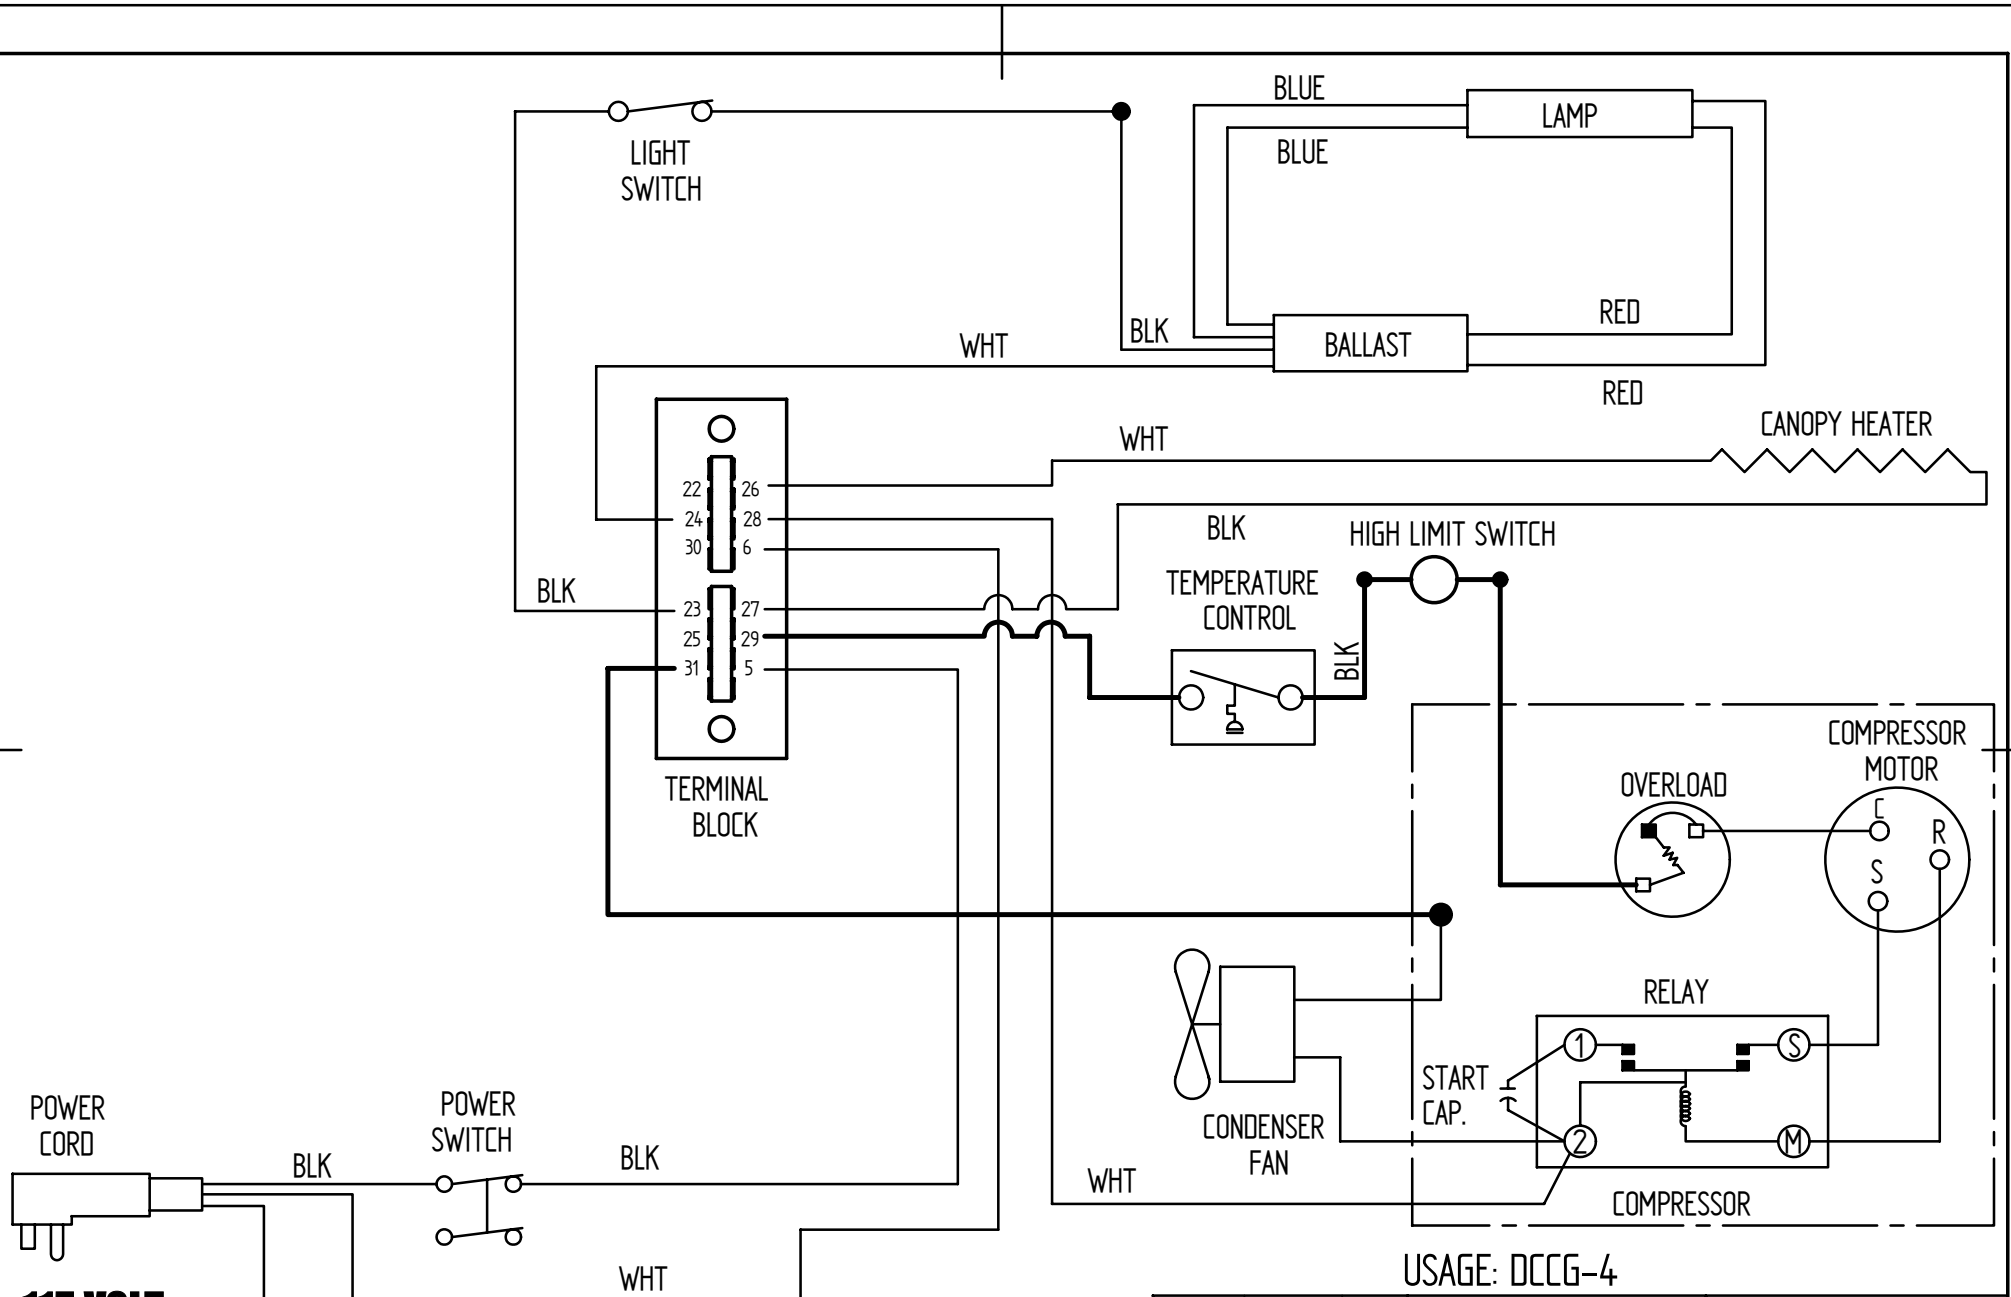 BLUE
LAMP
BLUE
LIGHT
SWITCH
RED
BLK
WHT
BALLAST
RED
CANOPY HEATER
WHT
22 26
24 28
30 6
BLK
HIGH LIMIT SWITCH
TEMPERATURE
CONTROL
BLK
23 27
25 29
31 5
BLK
TERMINAL
BLOCK
COMPRESSOR
MOTOR
OVERLOAD
C
R
S
RELAY
1
S
START
CAP.
2
M
CONDENSER
FAN
WHT
COMPRESSOR
POWER
CORD
POWER
SWITCH
BLK
BLK
WHT
USAGE: DCCG-4